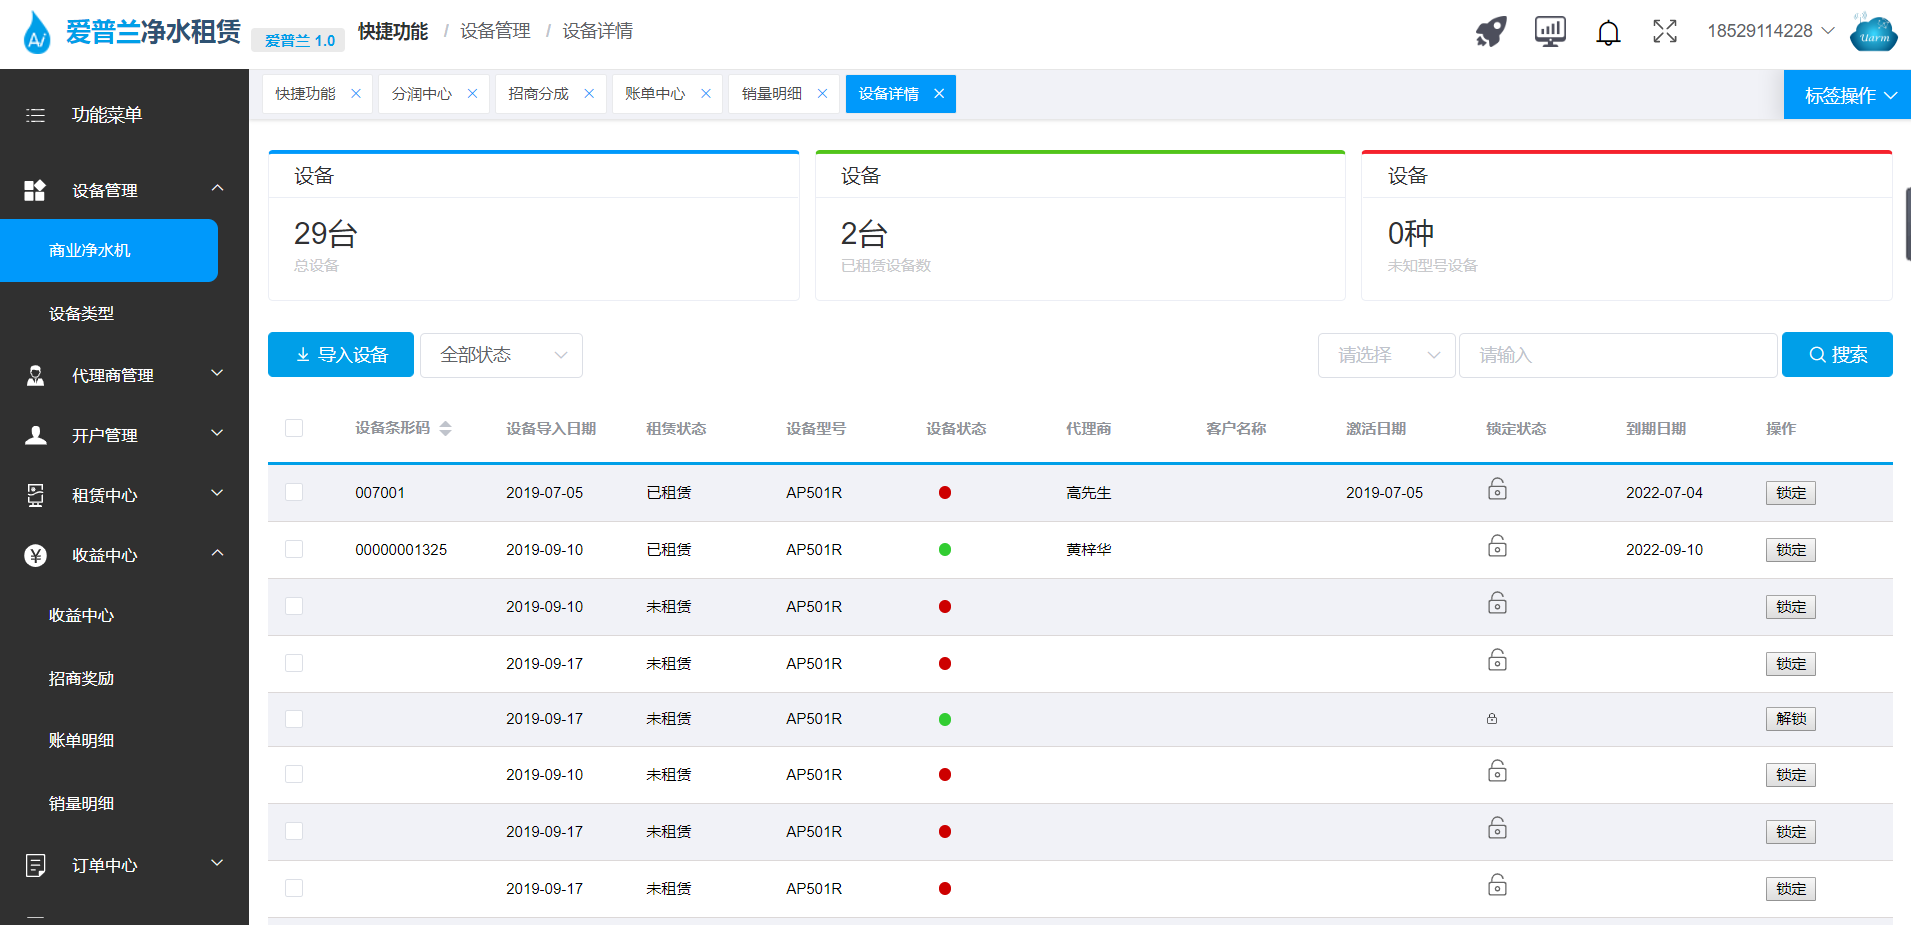 爱普兰净水租赁 爱普兰 1.0 快捷功能 / 设备管理 / 设备详情 18529114228 Uarm
快捷功能 分润中心 招商分成 账单中心 销量明细 设备详情 标签操作
功能菜单
设备管理
商业净水机
设备类型
代理商管理
开户管理
租赁中心
收益中心
收益中心
招商奖励
账单明细
销量明细
订单中心
设备
29台
总设备
设备
2台
已租赁设备数
设备
0种
未知型号设备
导入设备 全部状态 请选择 请输入 搜索
设备条形码 设备导入日期 租赁状态 设备型号 设备状态 代理商 客户名称 激活日期 锁定状态 到期日期 操作
007001 2019-07-05 已租赁 AP501R 高先生 2019-07-05 2022-07-04 锁定
00000001325 2019-09-10 已租赁 AP501R 黄梓华 2022-09-10 锁定
2019-09-10 未租赁 AP501R 锁定
2019-09-17 未租赁 AP501R 锁定
2019-09-17 未租赁 AP501R 解锁
2019-09-10 未租赁 AP501R 锁定
2019-09-17 未租赁 AP501R 锁定
2019-09-17 未租赁 AP501R 锁定